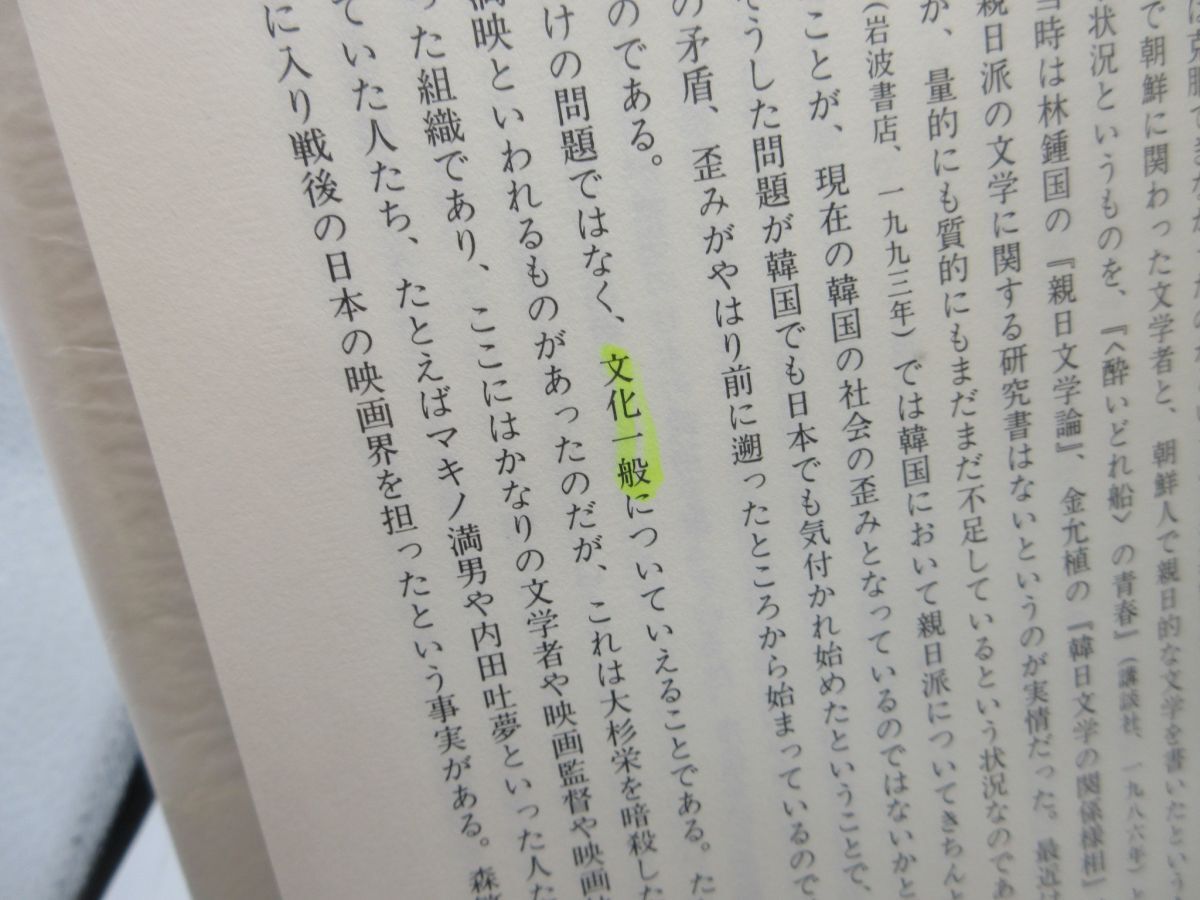 で朝鮮に関わった文学者と、朝鮮人で親日的な文学を書いたという
状況というものを、『〈酔いどれ船〉の青春』(講談社、一九八六年)と
当時は林鍾国の『親日文学論』、金允植の『韓日文学の関係様相』
親日派の文学に関する研究書はないというのが実情だった。最近は
が、量的にも質的にもまだまだ不足しているという状況なのであ
(岩波書店、一九九三年)では韓国において親日派についてきちんと
ことが、現在の韓国の社会の歪みとなっているのではないかと
そうした問題が韓国でも日本でも気付かれ始めたということで、
の矛盾、歪みがやはり前に遡ったところから始まっているので
のである。
けの問題ではなく、文化一般についていえることである。た
満映といわれるものがあったのだが、これは大杉栄を暗殺した
った組織であり、ここにはかなりの文学者や映画監督や映画
ていた人たち、たとえばマキノ満男や内田吐夢といった人た
に入り戦後の日本の映画界を担ったという事実がある。森